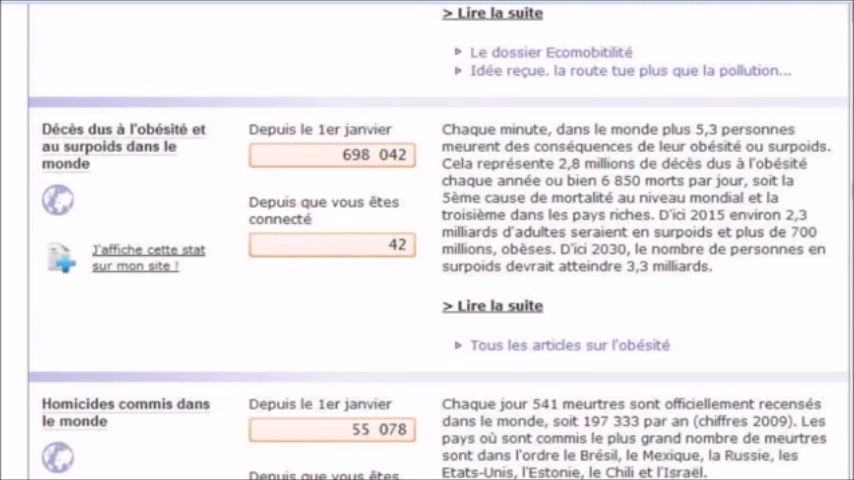 > Lire la suite
Le dossier Ecomobitilité
Idée reçue. la route tue plus que la pollution...
Décès dus à l'obésité et
au surpoids dans le
monde
J'affiche cette stat
sur mon site !
Depuis le 1er janvier
698 042
Depuis que vous êtes
connecté
42
Chaque minute, dans le monde plus 5,3 personnes
meurent des conséquences de leur obésité ou surpoids.
Cela représente 2,8 millions de décès dus à l'obésité
chaque année ou bien 6 850 morts par jour, soit la
5ème cause de mortalité au niveau mondial et la
troisième dans les pays riches. D'ici 2015 environ 2,3
milliards d'adultes seraient en surpoids et plus de 700
millions, obèses. D'ici 2030, le nombre de personnes en
surpoids devrait atteindre 3,3 milliards.
> Lire la suite
Tous les articles sur l'obésité
Homicides commis dans
le monde
Depuis le 1er janvier
55 078
Depuis que vous êtes
Chaque jour 541 meurtres sont officiellement recensés
dans le monde, soit 197 333 par an (chiffres 2009). Les
pays où sont commis le plus grand nombre de meurtres
sont dans l'ordre le Brésil, le Mexique, la Russie, les
Etats-Unis, l'Estonie, le Chili et l'Israël.